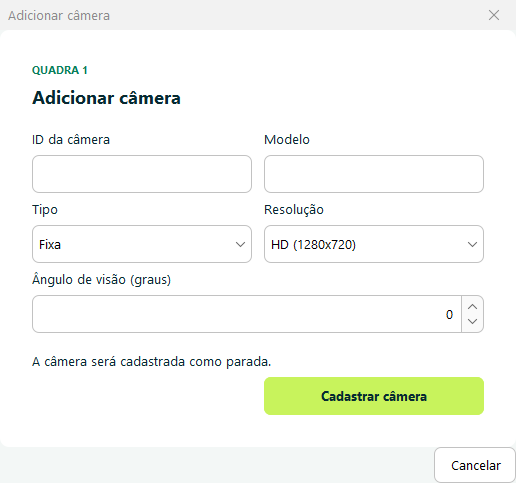 Adicionar câmera
QUADRA 1
Adicionar câmera
ID da câmera Modelo
Tipo Resolução
Fixa HD (1280x720)
Ângulo de visão (graus)
0
A câmera será cadastrada como parada.
Cadastrar câmera
Cancelar